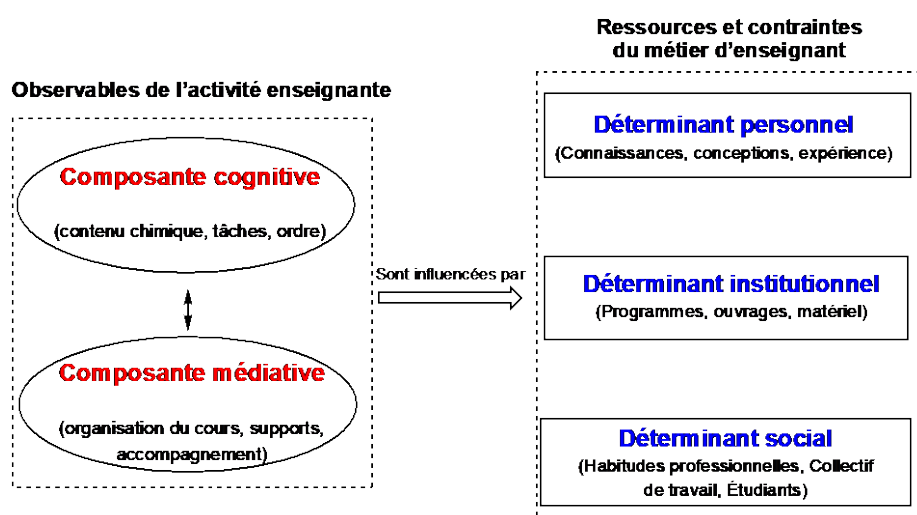 Ressources et contraintes
du métier d'enseignant
Observables de l'activité enseignante
Composante cognitive
(contenu chimique, tâches, ordre)
Composante médiative
(organisation du cours, supports,
accompagnement)
Sont influencées par
Déterminant personnel
(Connaissances, conceptions, expérience)
Déterminant institutionnel
(Programmes, ouvrages, matériel)
Déterminant social
(Habitudes professionnelles, Collectif
de travail, Étudiants)